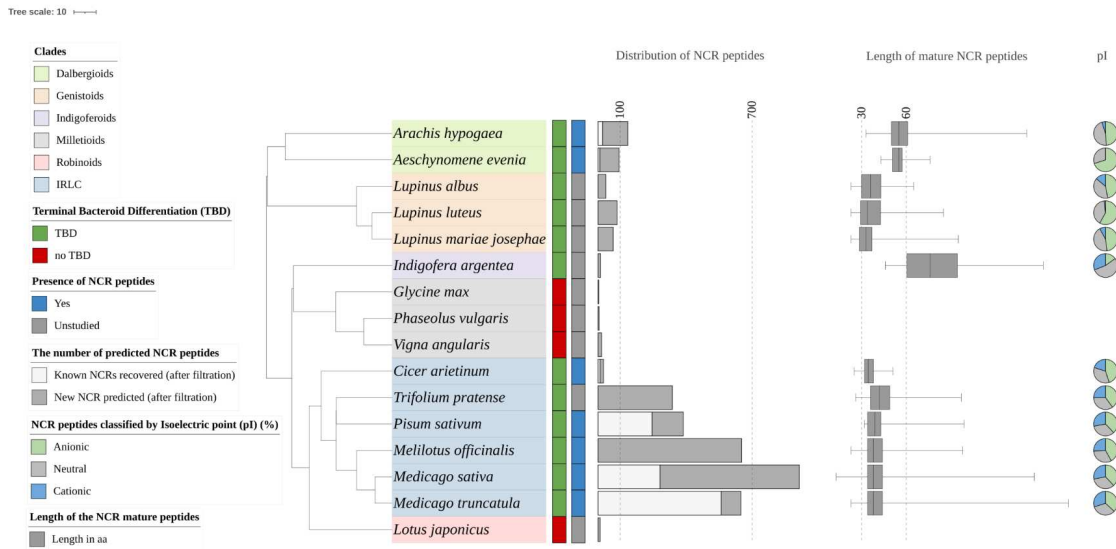 Tree scale: 10
Clades
Dalbergioids
Genistoids
Indigoferoids
Milletioids
Robinoids
IRLC
Terminal Bacteroid Differentiation (TBD)
TBD
no TBD
Presence of NCR peptides
Yes
Unstudied
The number of predicted NCR peptides
Known NCRs recovered (after filtration)
New NCR predicted (after filtration)
NCR peptides classified by Isoelectric point (pI) (%)
Anionic
Neutral
Cationic
Length of the NCR mature peptides
Length in aa
Distribution of NCR peptides
Length of mature NCR peptides
pI
100
700
30
60
Arachis hypogaea
Aeschynomene evenia
Lupinus albus
Lupinus luteus
Lupinus mariae josephae
Indigofera argentea
Glycine max
Phaseolus vulgaris
Vigna angularis
Cicer arietinum
Trifolium pratense
Pisum sativum
Melilotus officinalis
Medicago sativa
Medicago truncatula
Lotus japonicus